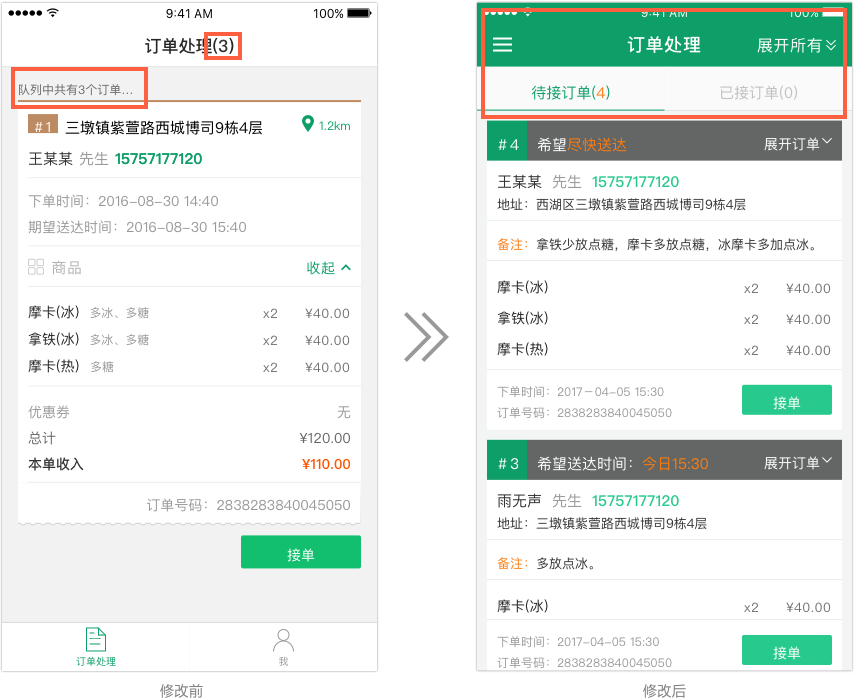 9:41 AM 100%
订单处理(3)
队列中共有3个订单...
#1 三墩镇紫萱路西城博司9栋4层 1.2km
王某某 先生 15757177120
下单时间：2016-08-30 14:40
期望送达时间：2016-08-30 15:40
商品 收起
摩卡(冰) 多冰、多糖 x2 ¥40.00
拿铁(冰) 多冰、多糖 x2 ¥40.00
摩卡(热) 多糖 x2 ¥40.00
优惠券 无
总计 ¥120.00
本单收入 ¥110.00
订单号码：2838283840045050
接单
订单处理 我
修改前
9:41 AM 100%
订单处理 展开所有
待接订单(4) 已接订单(0)
#4 希望尽快送达 展开订单
王某某 先生 15757177120
地址：西湖区三墩镇紫萱路西城博司9栋4层
备注：拿铁少放点糖，摩卡多放点糖，冰摩卡多加点冰。
摩卡(冰) x2 ¥40.00
拿铁(冰) x2 ¥40.00
摩卡(热) x2 ¥40.00
下单时间：2017-04-05 15:30
订单号码：2838283840045050
接单
#3 希望送达时间：今日15:30 展开订单
雨无声 先生 15757177120
地址：三墩镇紫萱路西城博司9栋4层
备注：多放点冰。
摩卡(冰) x2 ¥40.00
下单时间：2017-04-05 15:30
订单号码：2838283840045050
接单
修改后